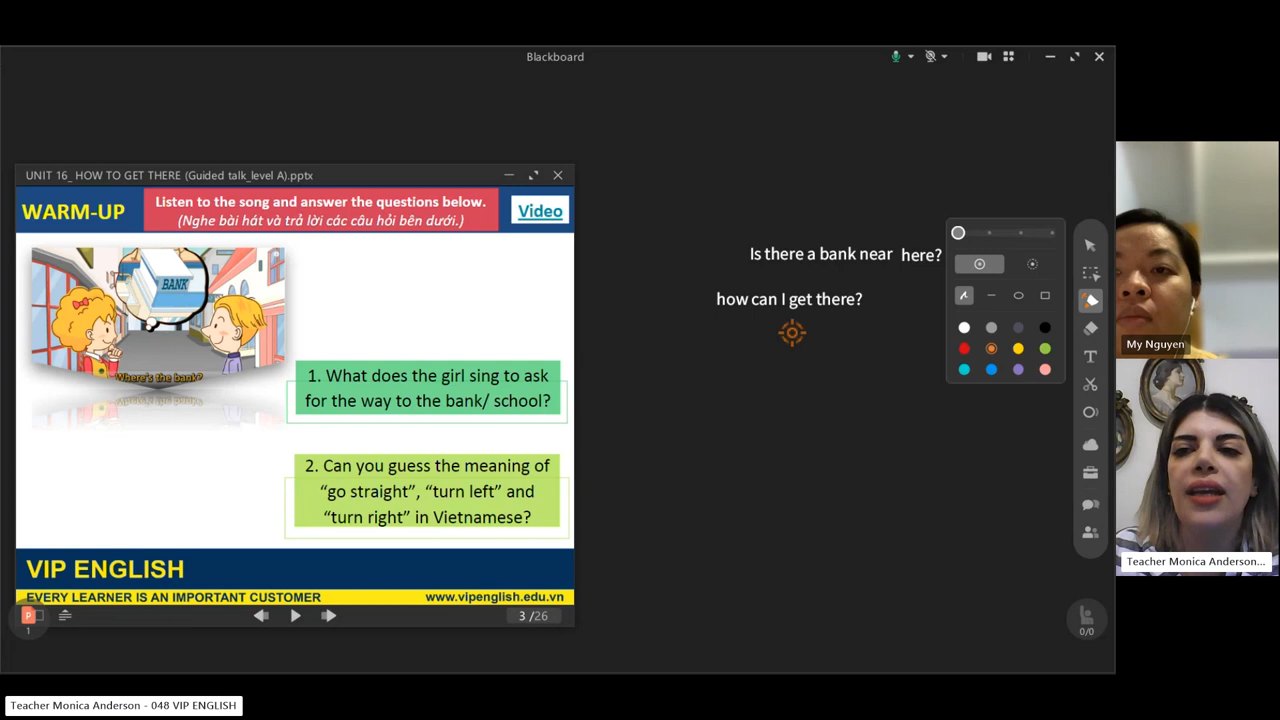 Blackboard
UNIT 16_ HOW TO GET THERE (Guided talk_level A).pptx
WARM-UP
Listen to the song and answer the questions below.
(Nghe bài hát và trả lời các câu hỏi bên dưới.)
Video
BANK
Where's the bank?
1. What does the girl sing to ask
for the way to the bank/ school?
2. Can you guess the meaning of
“go straight”, “turn left” and
“turn right” in Vietnamese?
VIP ENGLISH
EVERY LEARNER IS AN IMPORTANT CUSTOMER
www.vipenglish.edu.vn
P
1
3 /26
Is there a bank near here?
how can I get there?
T
0/0
My Nguyen
Teacher Monica Anderson...
Teacher Monica Anderson - 048 VIP ENGLISH